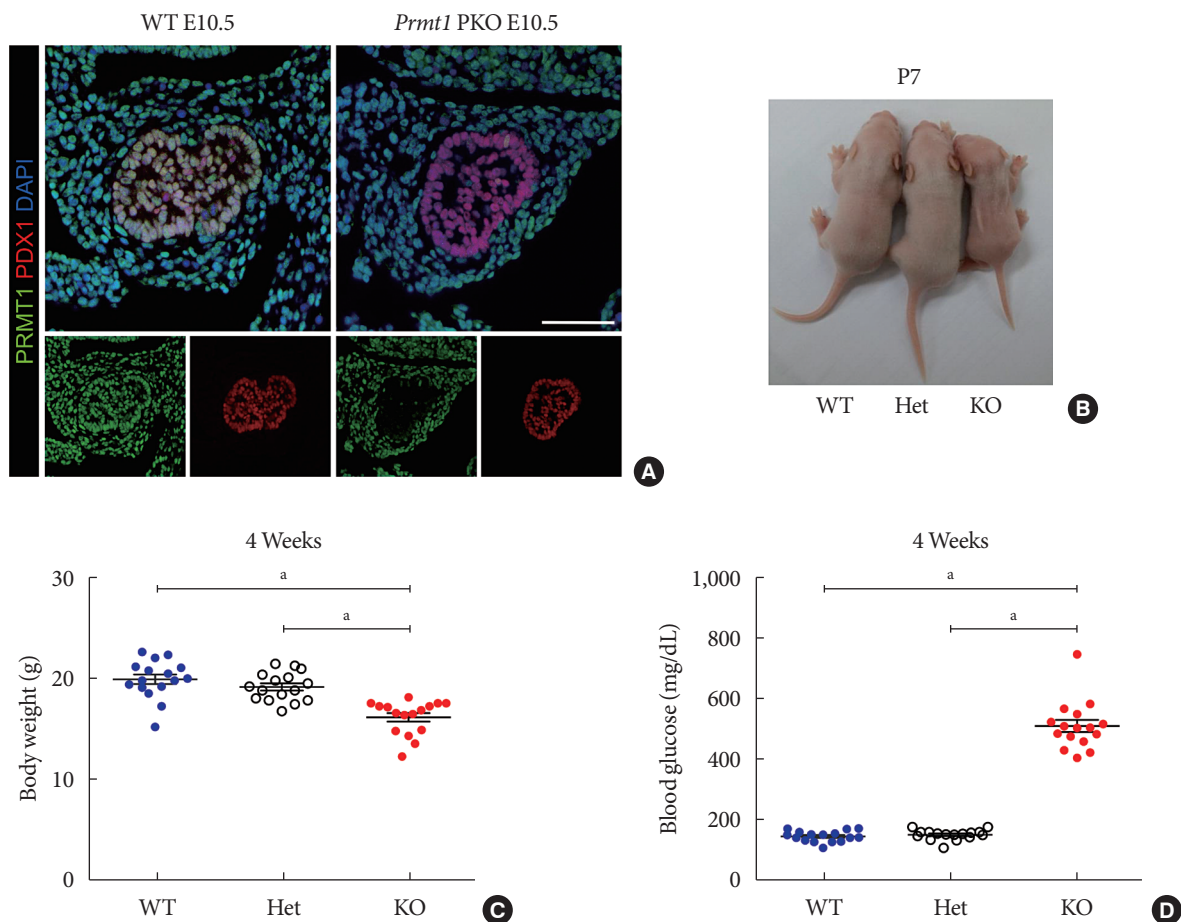 WT E10.5
Prmt1 PKO E10.5
PRMT1 PDX1 DAPI
A
P7
WT Het KO
B
4 Weeks
a
a
Body weight (g)
30
20
10
0
WT Het KO
C
4 Weeks
a
a
Blood glucose (mg/dL)
1,000
800
600
400
200
0
WT Het KO
D